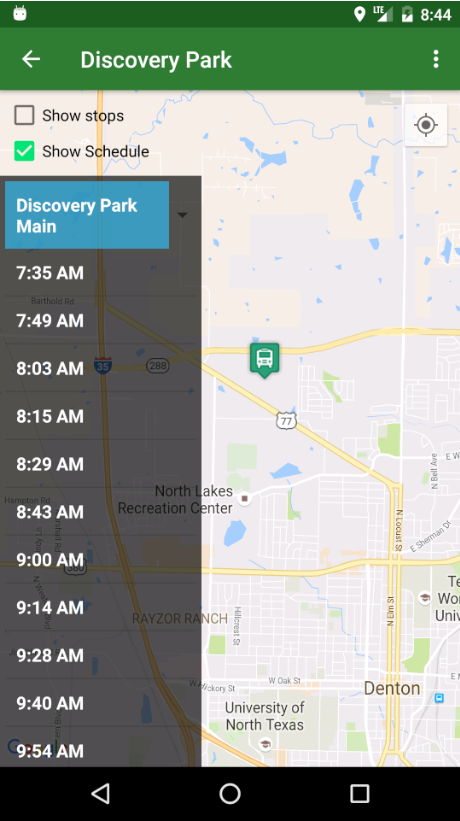 LTE 8:44
Discovery Park
Show stops
Show Schedule
Discovery Park
Main
7:35 AM
Barthold Rd
7:49 AM
8:03 AM
35
288
8:15 AM
77
8:29 AM
N Bell Ave
E W
North Lakes
Recreation Center
Hampton Rd
8:43 AM
N Locust St
E Sherman Dr
9:00 AM
380
Te
Wo
Univ
9:14 AM
RAYZOR RANCH
Hillcrest St
N Elm St
9:28 AM
W Oak St
W Hickory St
E M
Denton
9:40 AM
University of
North Texas
9:54 AM